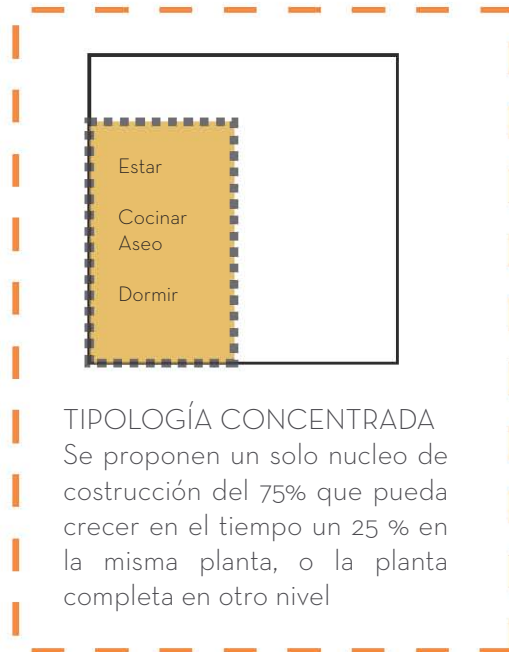 Estar
Cocinar
Aseo
Dormir
TIPOLOGÍA CONCENTRADA
Se proponen un solo nucleo de
costrucción del 75% que pueda
crecer en el tiempo un 25 % en
la misma planta, o la planta
completa en otro nivel